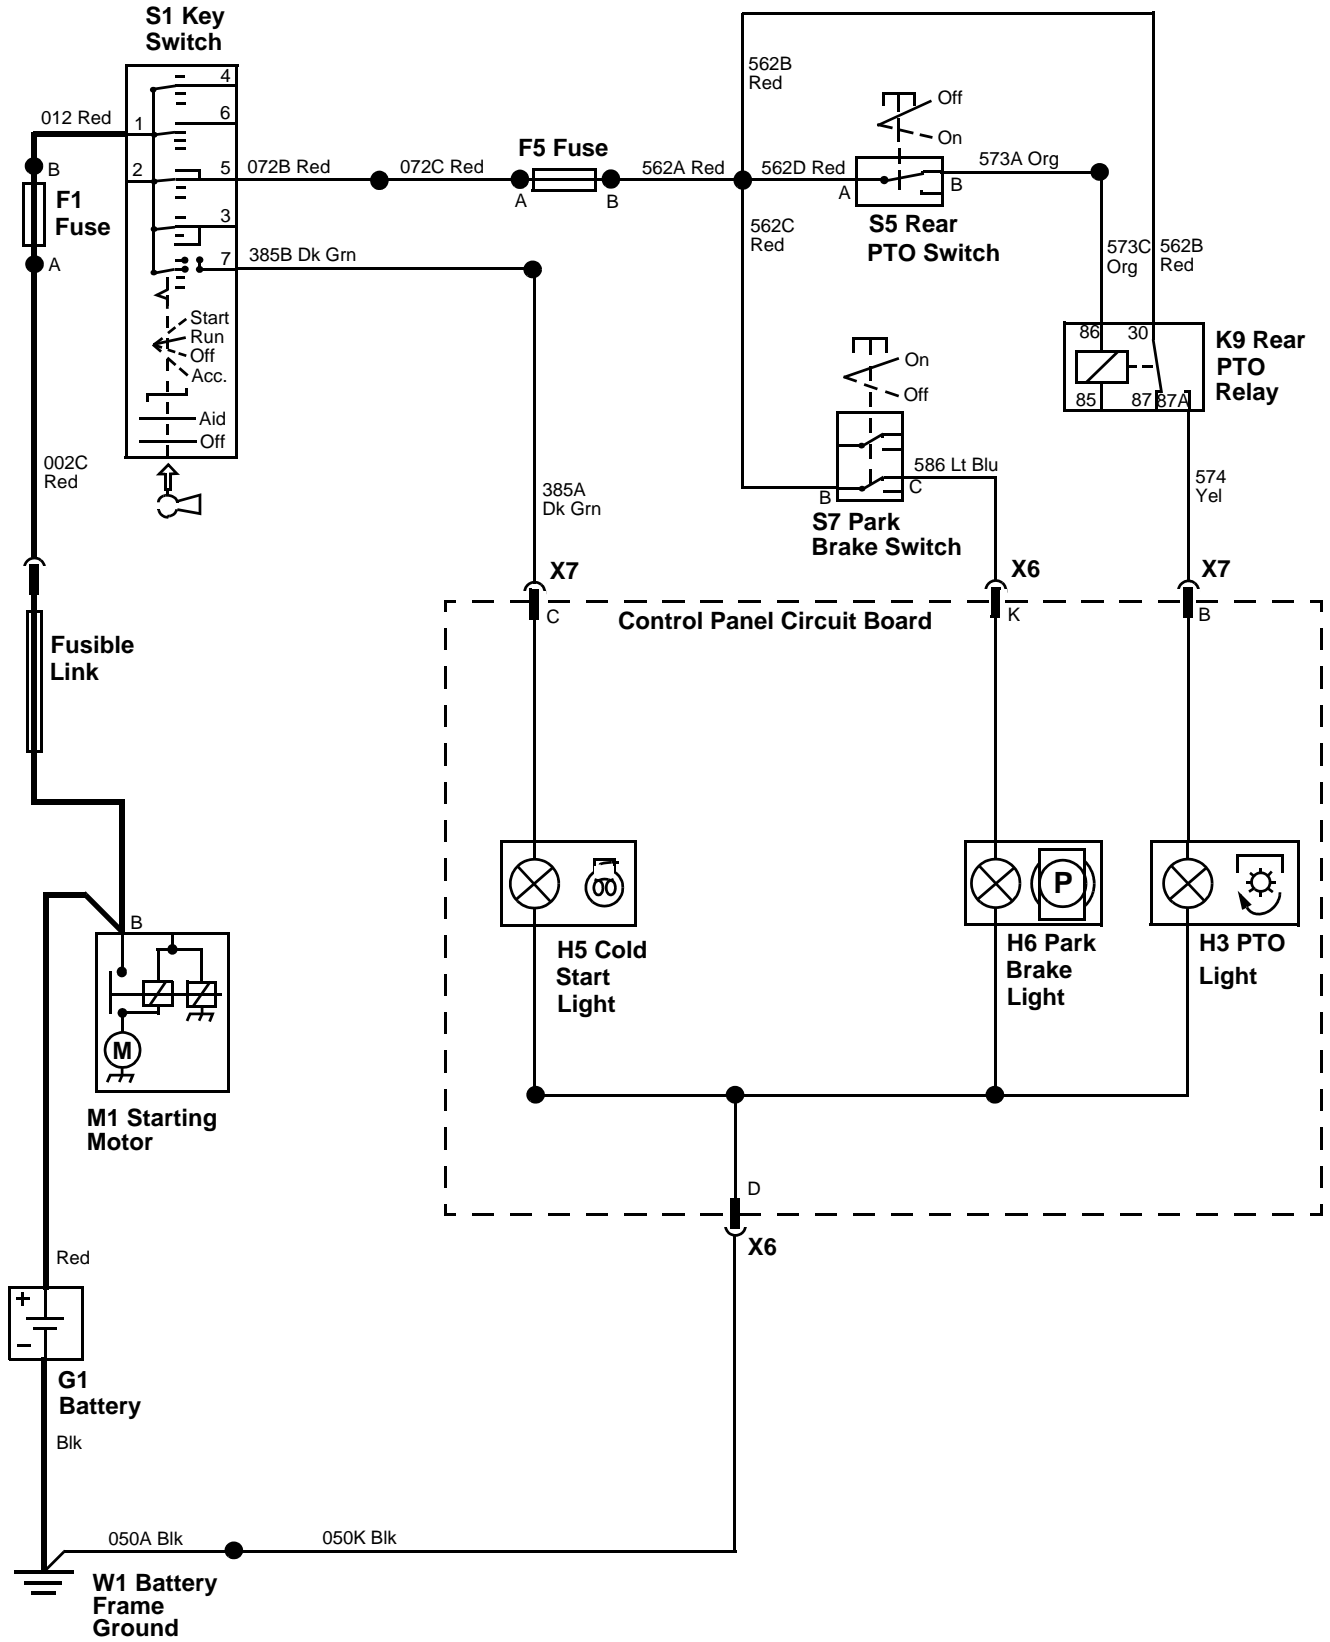 S1 Key
Switch
4
6
012 Red
1
2
5
3
7
B
F1
Fuse
A
072B Red
072C Red
F5 Fuse
A
B
562A Red
562D Red
562B
Red
562C
Red
Off
On
A
B
573A Org
S5 Rear
PTO Switch
385B Dk Grn
573C
Org
562B
Red
Start
Run
Off
Acc.
Aid
Off
On
Off
86
30
85
87
87A
K9 Rear
PTO
Relay
002C
Red
385A
Dk Grn
586 Lt Blu
B
C
S7 Park
Brake Switch
574
Yel
X7
C
X6
K
X7
B
Control Panel Circuit Board
Fusible
Link
P
H5 Cold
Start
Light
H6 Park
Brake
Light
H3 PTO
Light
B
M
M1 Starting
Motor
D
X6
Red
+
−
G1
Battery
Blk
050A Blk
050K Blk
W1 Battery
Frame
Ground